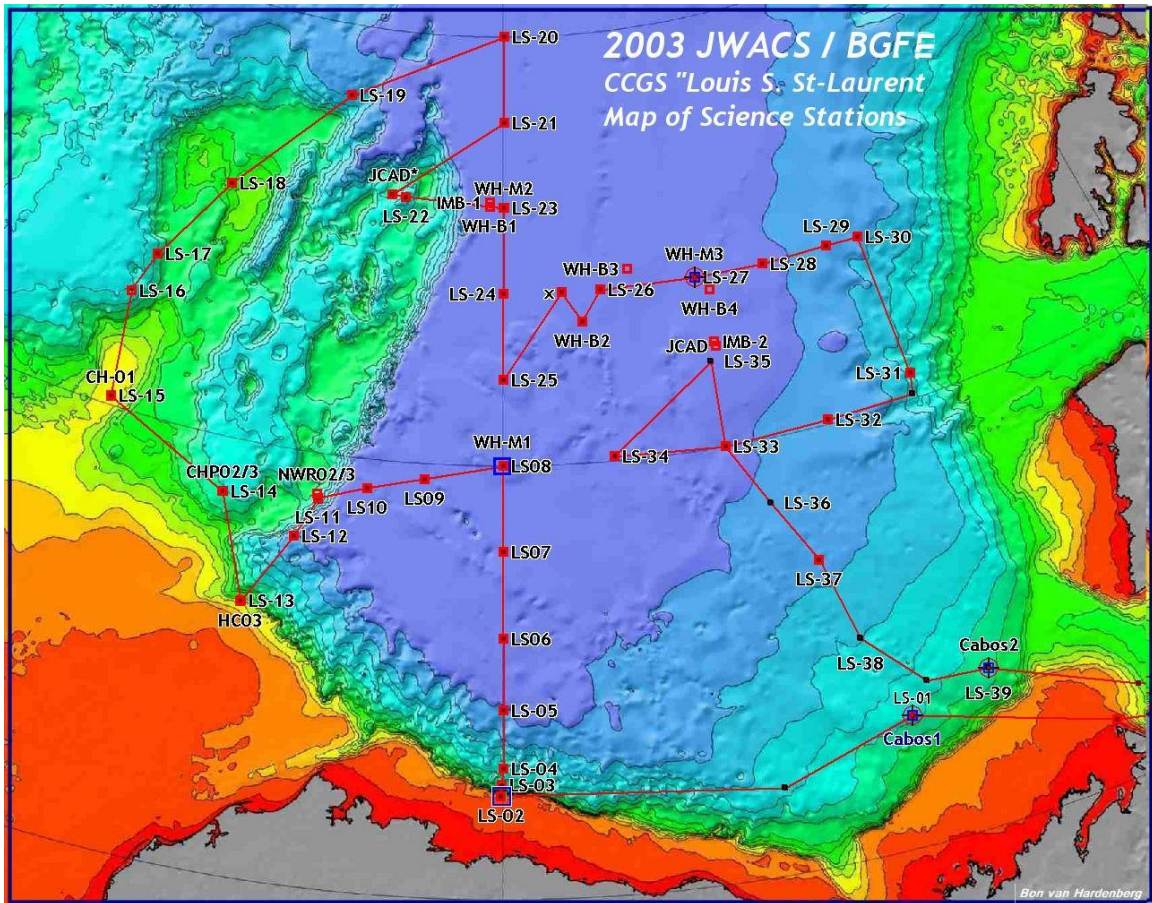 2003 JWACS / BGFE
CCGS "Louis S. St-Laurent
Map of Science Stations
LS-20
LS-19
LS-21
LS-18
JCAD*
LS-22
IMB-1
WH-M2
LS-23
WH-B1
LS-17
LS-16
LS-24
X
WH-B2
WH-B3
LS-26
WH-M3
LS-27
WH-B4
LS-28
LS-29
LS-30
JCAD
IMB-2
LS-35
LS-31
LS-25
CH-01
LS-15
LS-32
WH-M1
LS08
LS-34
LS-33
CHP02/3
LS-14
NWR02/3
LS-11
LS10
LS09
LS-12
LS-36
LS07
LS-37
LS-13
HC03
LS06
LS-38
Cabos2
LS-39
LS-01
Cabos1
LS-05
LS-04
LS-03
LS-02
Bon van Hardenberg